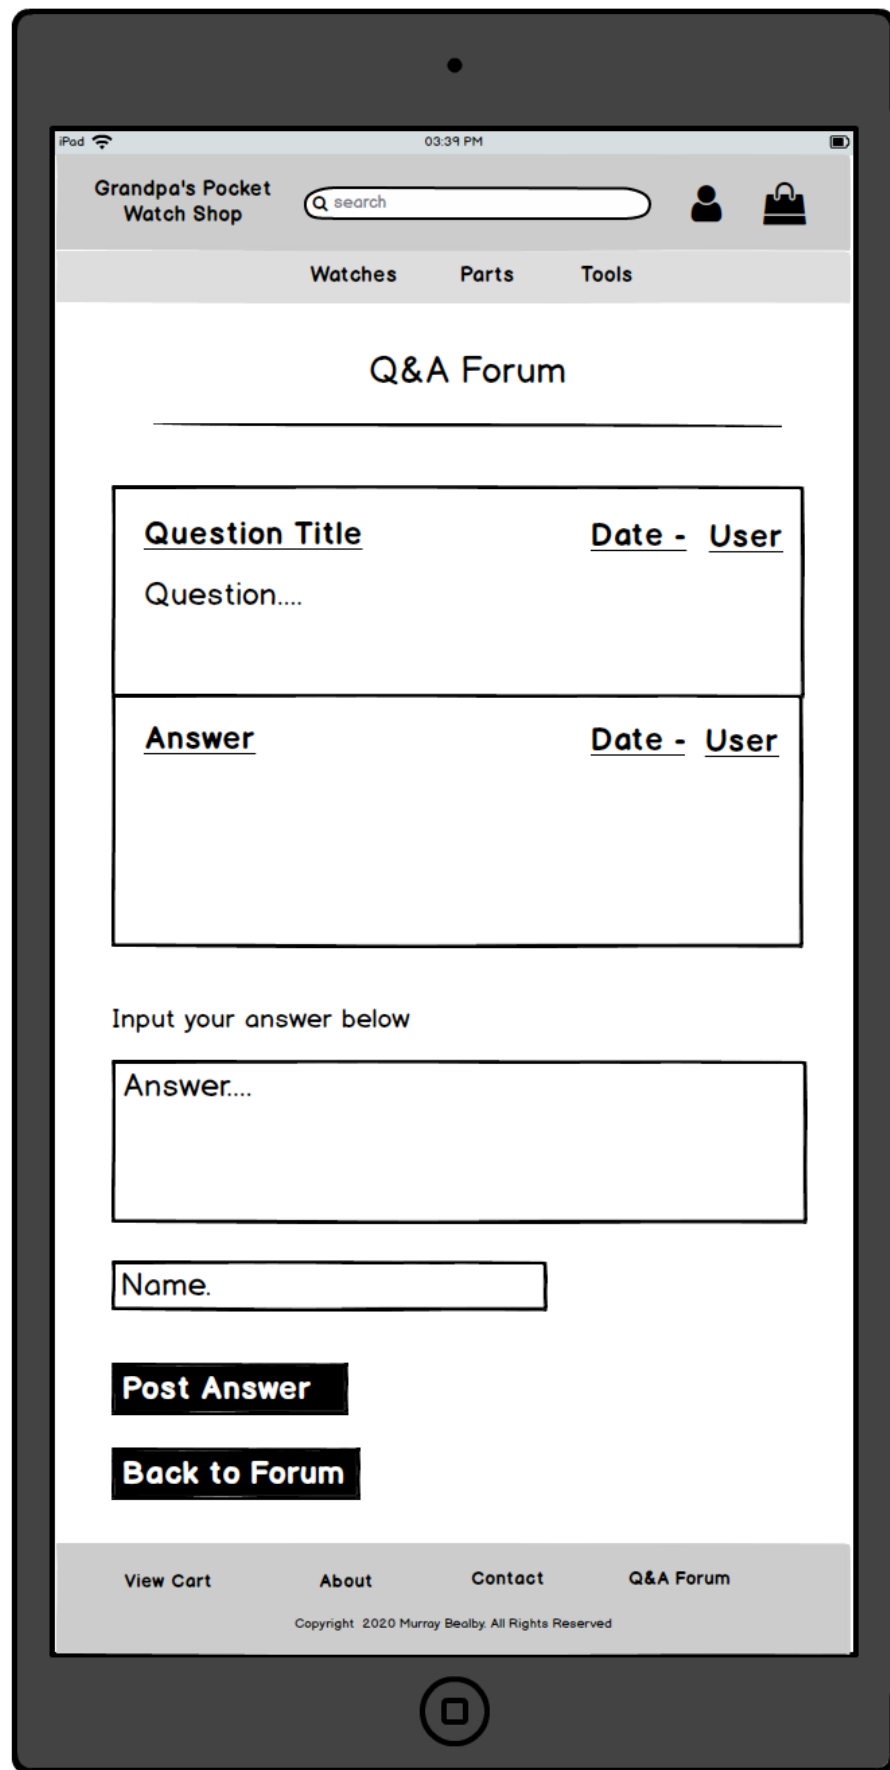 iPad 03:39 PM
Grandpa's Pocket
Watch Shop
search
Watches Parts Tools
Q&A Forum
Question Title Date - User
Question....
Answer Date - User
Input your answer below
Answer....
Name.
Post Answer
Back to Forum
View Cart About Contact Q&A Forum
Copyright 2020 Murray Bealby. All Rights Reserved